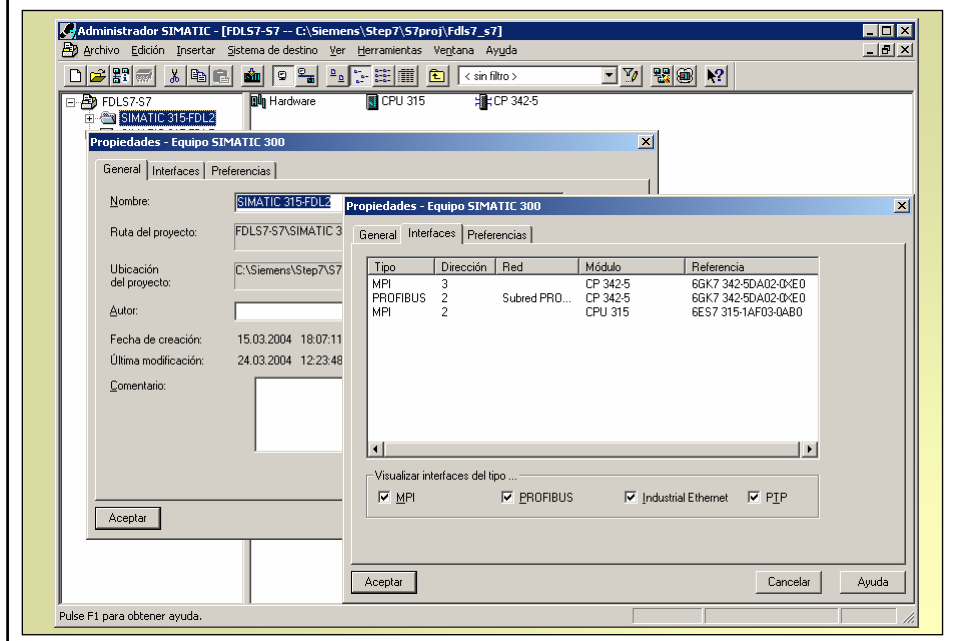 Administrador SIMATIC - [FDLS7-S7 -- C:\Siemens\Step7\S7proj\Fdls7_s7]
Archivo Edición Insertar Sistema de destino Ver Herramientas Ventana Ayuda
< sin filtro >
FDLS7-S7
SIMATIC 315-FDL2
Hardware CPU 315 CP 342-5
Propiedades - Equipo SIMATIC 300
General Interfaces Preferencias
Nombre: SIMATIC 315-FDL2
Ruta del proyecto: FDLS7-S7\SIMATIC 3
Ubicación del proyecto: C:\Siemens\Step7\S7
Autor:
Fecha de creación: 15.03.2004 18:07:11
Última modificación: 24.03.2004 12:23:48
Comentario:
Aceptar
Propiedades - Equipo SIMATIC 300
General Interfaces Preferencias
Tipo Dirección Red Módulo Referencia
MPI 3 CP 342-5 6GK7 342-5DA02-0XE0
PROFIBUS 2 Subred PRO... CP 342-5 6GK7 342-5DA02-0XE0
MPI 2 CPU 315 6ES7 315-1AF03-0AB0
Visualizar interfaces del tipo ...
MPI PROFIBUS Industrial Ethernet PTP
Aceptar Cancelar Ayuda
Pulse F1 para obtener ayuda.